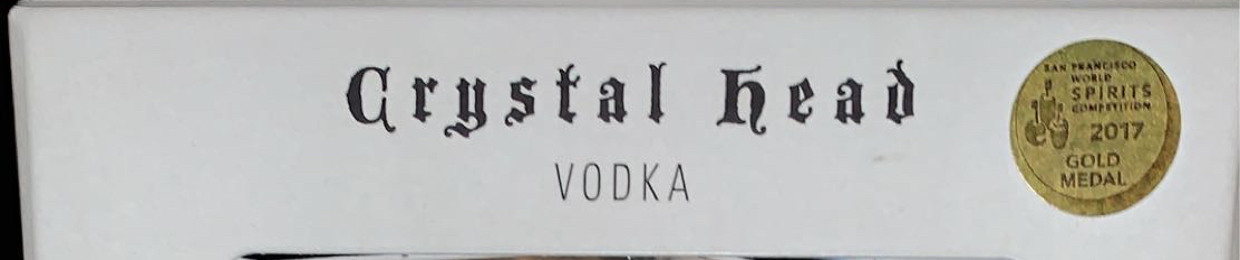 Crystal Head
VODKA
SAN FRANCISCO
WORLD
SPIRITS
COMPETITION
2017
GOLD
MEDAL